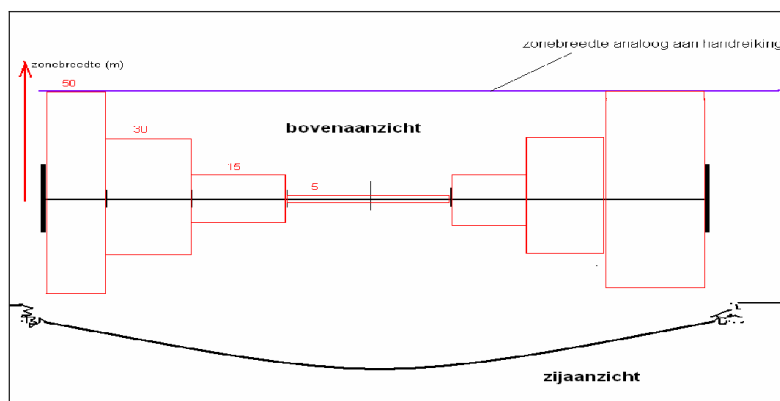 zonebreedte analoog aan handreiking
zonebreedte (m)
50
bovenaanzicht
30
15
5
zijaanzicht